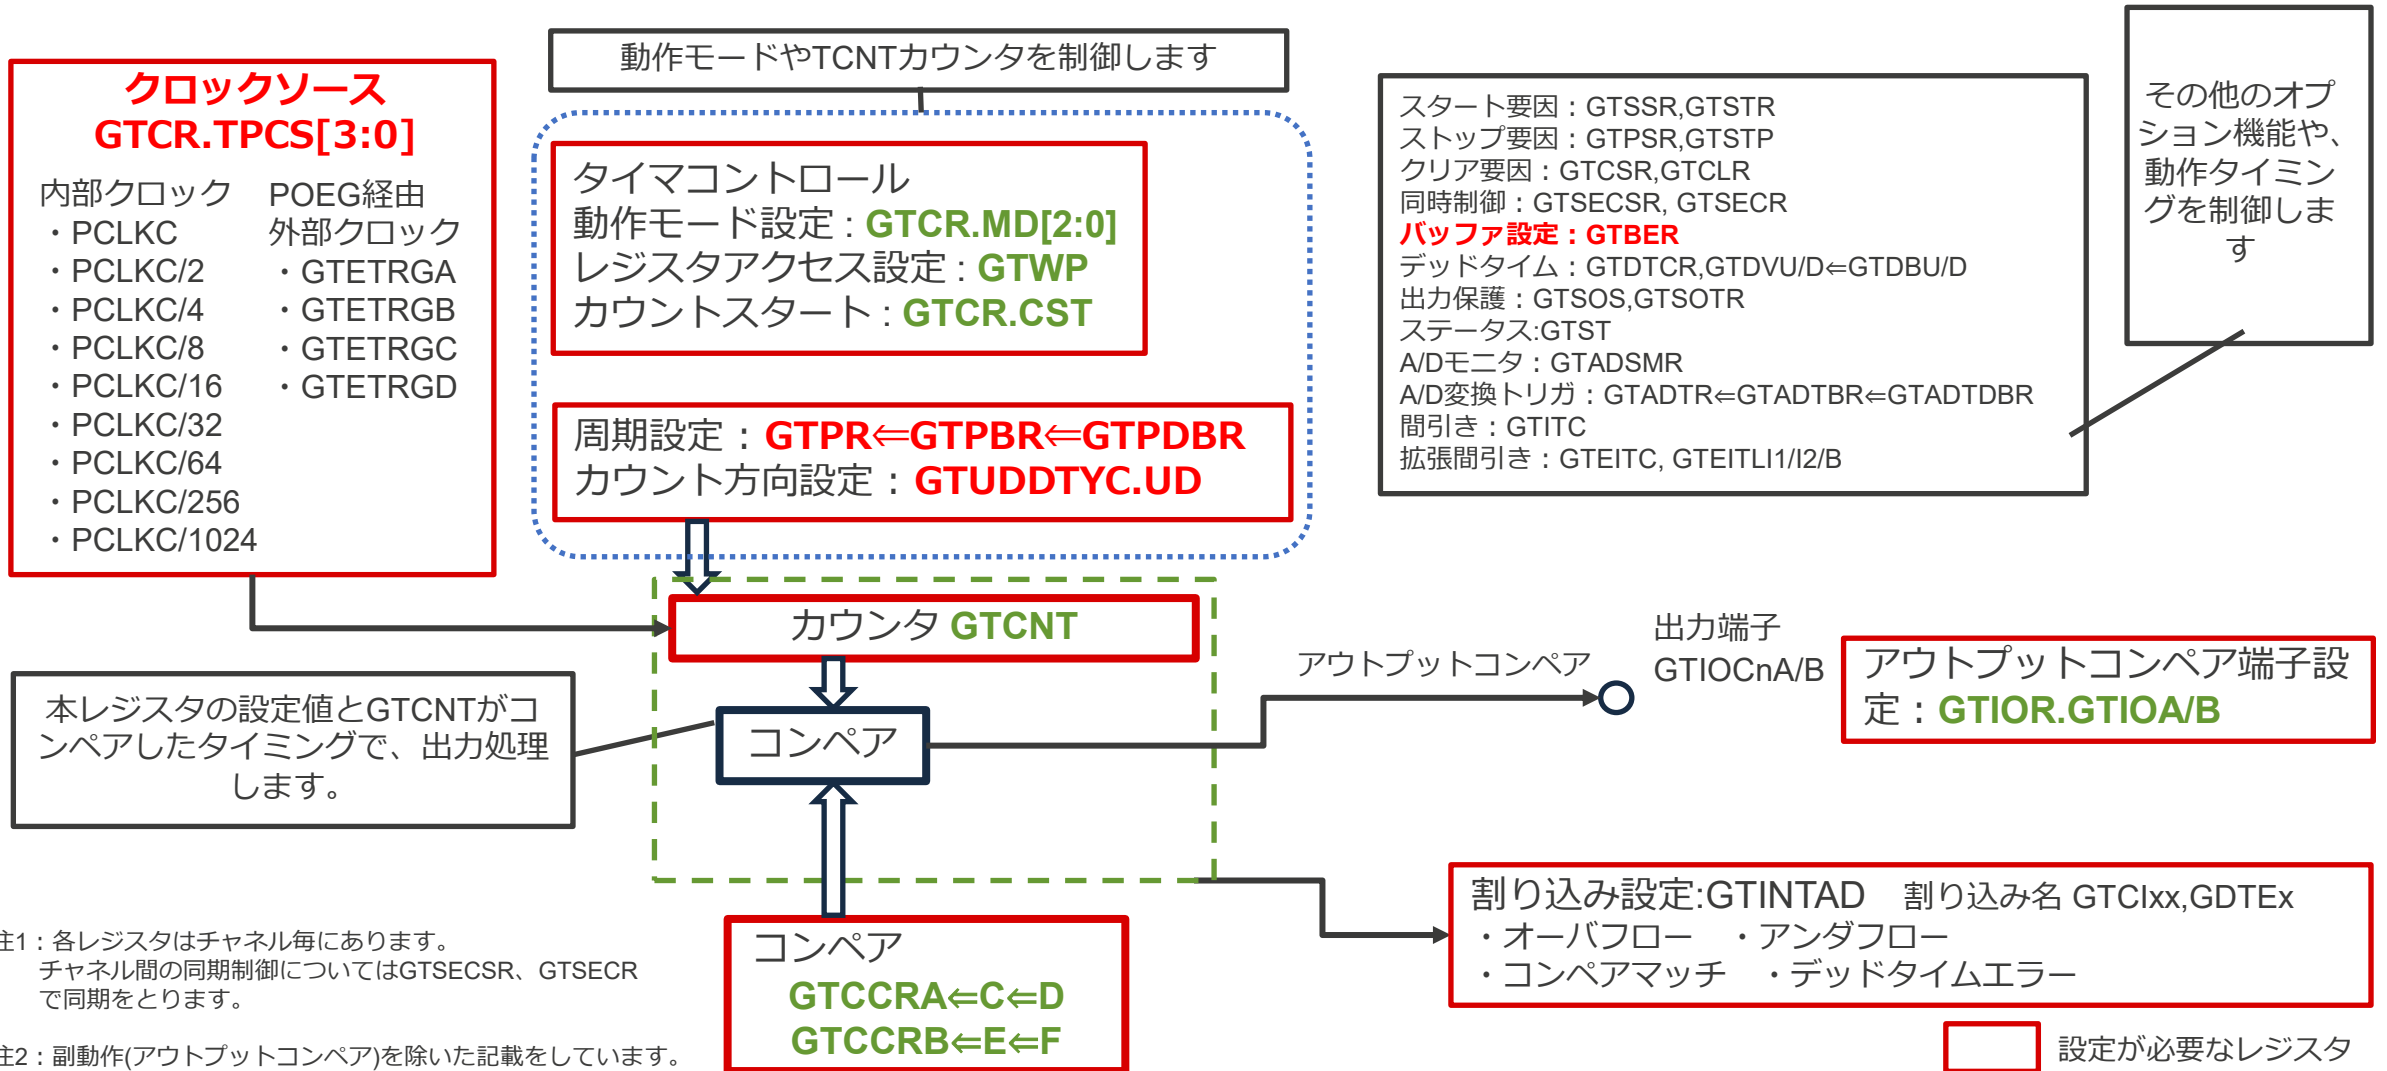 動作モードやTCNTカウンタを制御します
クロックソース
GTCR.TPCS[3:0]
内部クロック
・PCLKC
・PCLKC/2
・PCLKC/4
・PCLKC/8
・PCLKC/16
・PCLKC/32
・PCLKC/64
・PCLKC/256
・PCLKC/1024
POEG経由
外部クロック
・GTETRGA
・GTETRGB
・GTETRGC
・GTETRGD
タイマコントロール
動作モード設定 : GTCR.MD[2:0]
レジスタアクセス設定 : GTWP
カウントスタート : GTCR.CST
周期設定：GTPR⇐GTPBR⇐GTPDBR
カウント方向設定：GTUDDTYC.UD
スタート要因：GTSSR,GTSTR
ストップ要因：GTPSR,GTSTP
クリア要因：GTCSR,GTCLR
同時制御：GTSECSR, GTSECR
バッファ設定：GTBER
デッドタイム：GTDTCR,GTDVU/D⇐GTDBU/D
出力保護：GTSOS,GTSOTR
ステータス:GTST
A/Dモニタ：GTADSMR
A/D変換トリガ：GTADTR⇐GTADTBR⇐GTADTDBR
間引き：GTITC
拡張間引き：GTEITC, GTEITLI1/I2/B
その他のオプ
ション機能や、
動作タイミン
グを制御しま
す
カウンタ GTCNT
本レジスタの設定値とGTCNTがコ
ンペアしたタイミングで、出力処理
します。
コンペア
アウトプットコンペア
出力端子
GTIOCnA/B
アウトプットコンペア端子設
定：GTIOR.GTIOA/B
コンペア
GTCCRA⇐C⇐D
GTCCRB⇐E⇐F
割り込み設定:GTINTAD　割り込み名 GTCIxx,GDTEx
・オーバフロー　・アンダフロー
・コンペアマッチ　・デッドタイムエラー
注1：各レジスタはチャネル毎にあります。
チャネル間の同期制御についてはGTSECSR、GTSECR
で同期をとります。
注2：副動作(アウトプットコンペア)を除いた記載をしています。
設定が必要なレジスタ